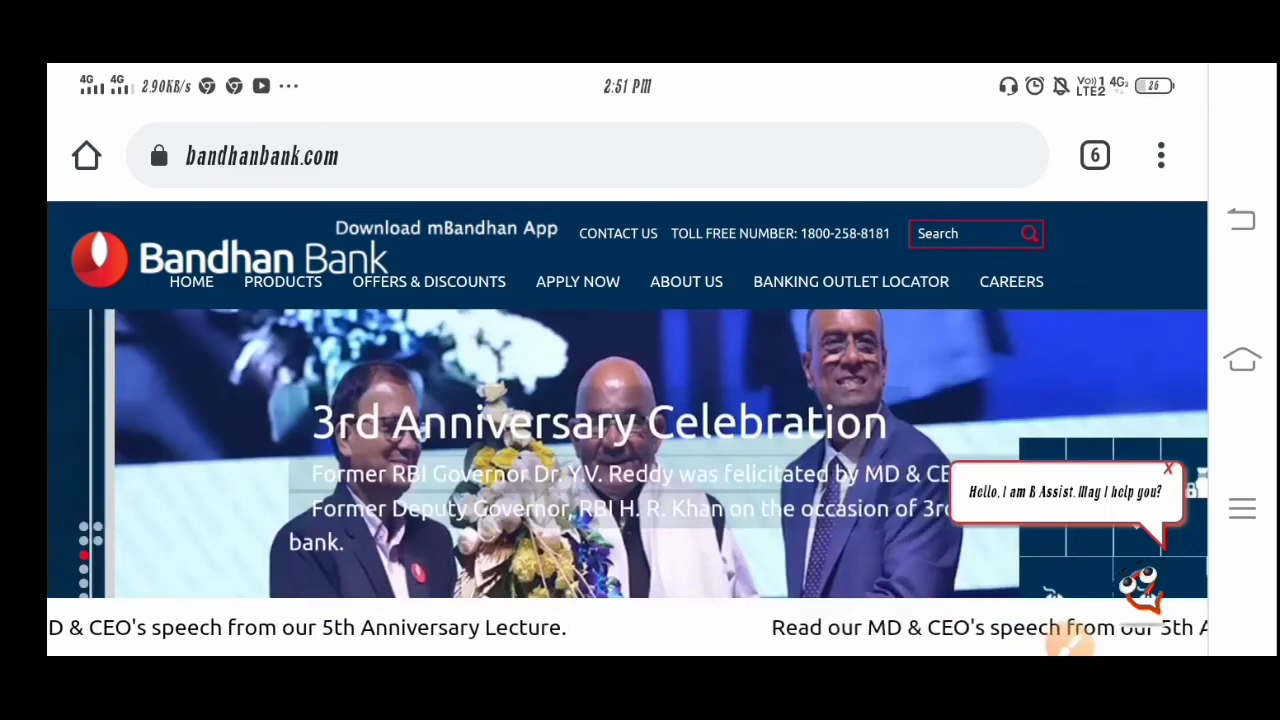 4G 4G 2.90KB/s 2:51 PM Vo)) 1 LTE2 4G2 26
bandhanbank.com 6
Download mBandhan App CONTACT US TOLL FREE NUMBER: 1800-258-8181 Search
Bandhan Bank
HOME PRODUCTS OFFERS & DISCOUNTS APPLY NOW ABOUT US BANKING OUTLET LOCATOR CAREERS
3rd Anniversary Celebration
Former RBI Governor Dr. Y.V. Reddy was felicitated by MD & CE
Former Deputy Governor, RBI H. R. Khan on the occasion of 3r
bank.
X
Hello, I am B Assist. May I help you?
D & CEO's speech from our 5th Anniversary Lecture. Read our MD & CEO's speech from our 5th A